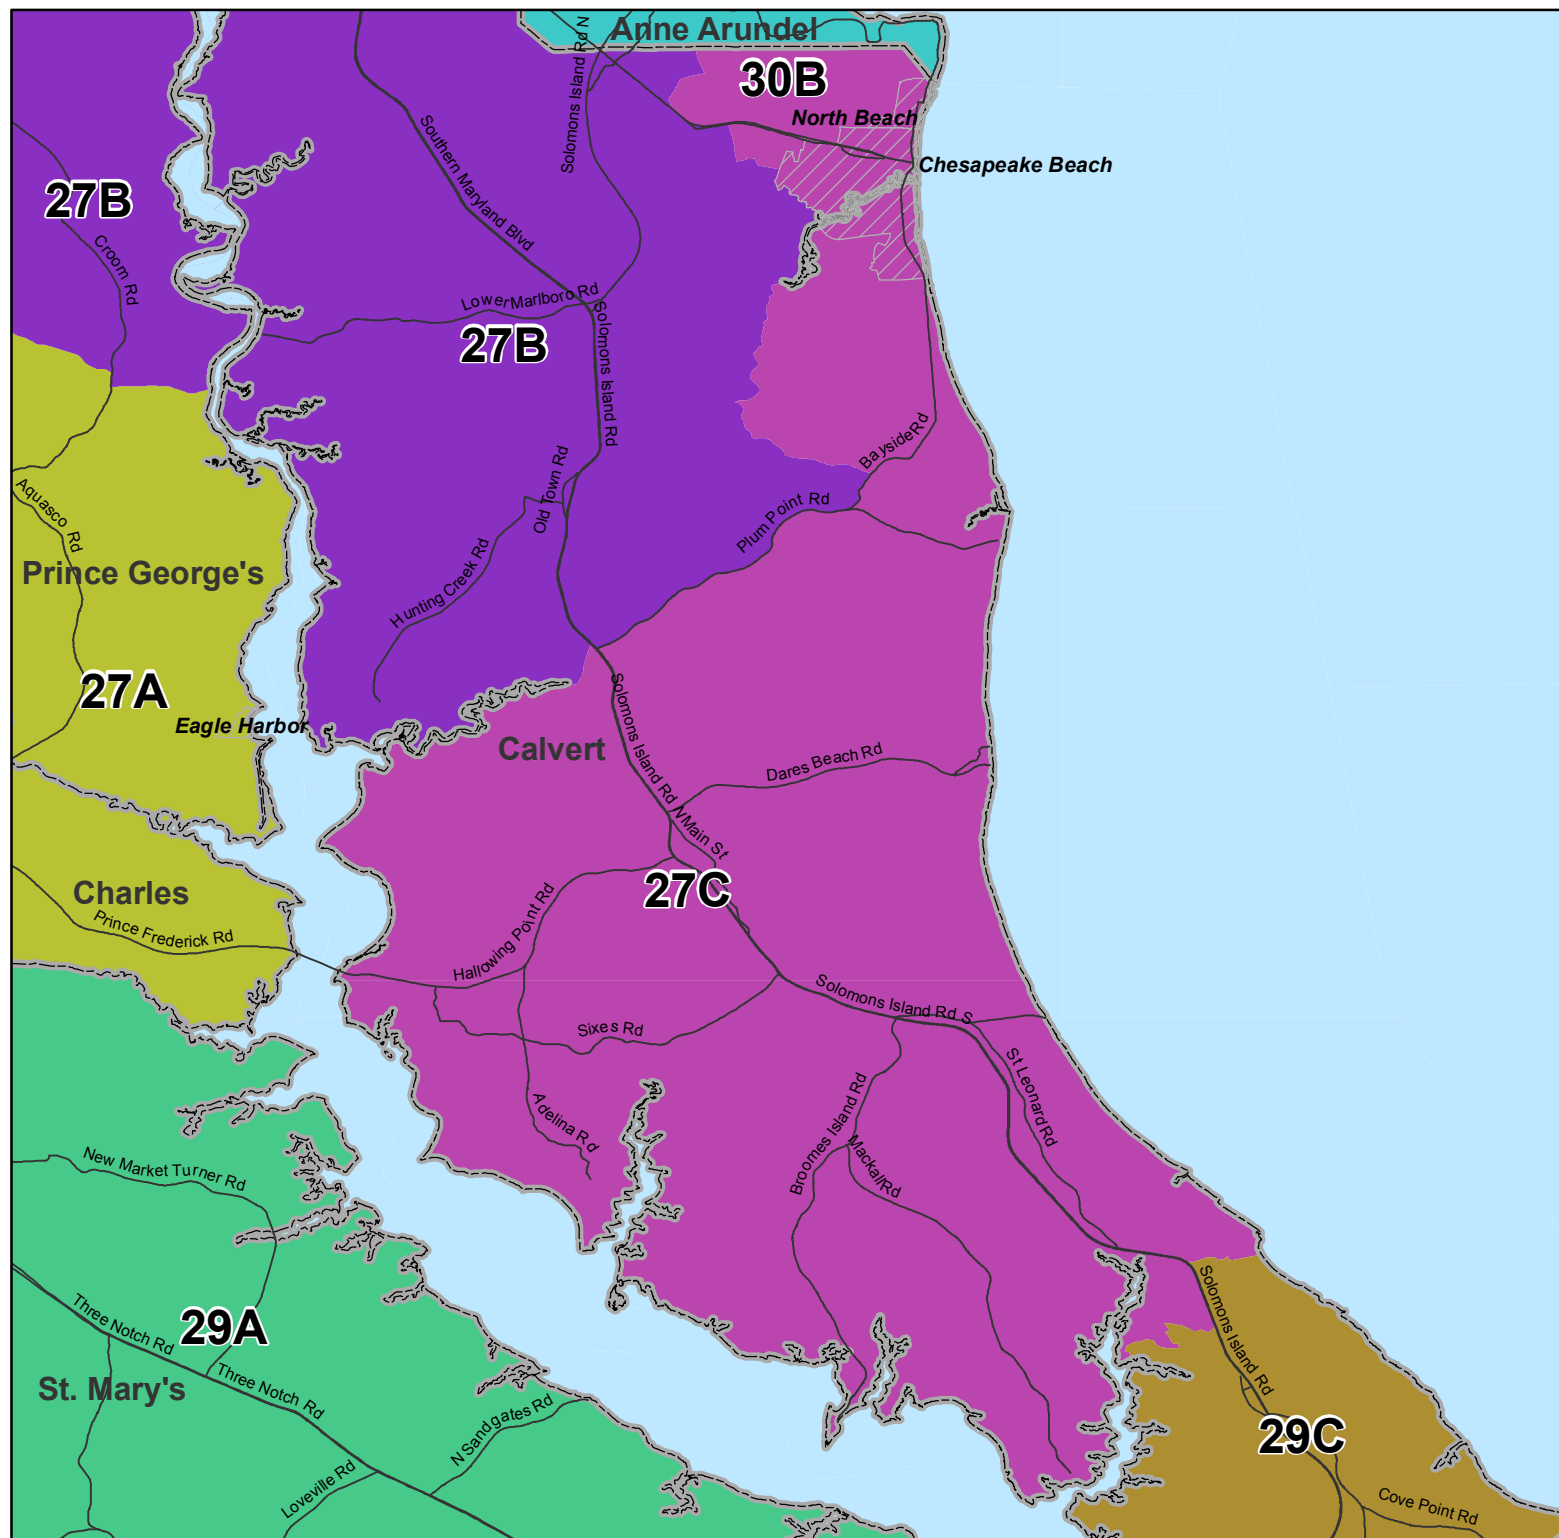 Anne Arundel
Solomons Island Rd N
30B
North Beach
Chesapeake Beach
Southern Maryland Blvd
27B
Croom Rd
Lower Marlboro Rd
27B
Solomons Island Rd
Bayside Rd
Old Town Rd
Plum Point Rd
Aquasco Rd
Hunting Creek Rd
Prince George's
27A
Eagle Harbor
Calvert
Solomons Island Rd N
Dares Beach Rd
Main St
27C
Charles
Prince Frederick Rd
Hallowing Point Rd
Solomons Island Rd S
Sixes Rd
St Leonard Rd
Adelina Rd
Broomes Island Rd
Mackall Rd
New Market Turner Rd
Three Notch Rd
29A
Solomons Island Rd
St. Mary's
Three Notch Rd
N Sandgates Rd
29C
Loveville Rd
Cove Point Rd